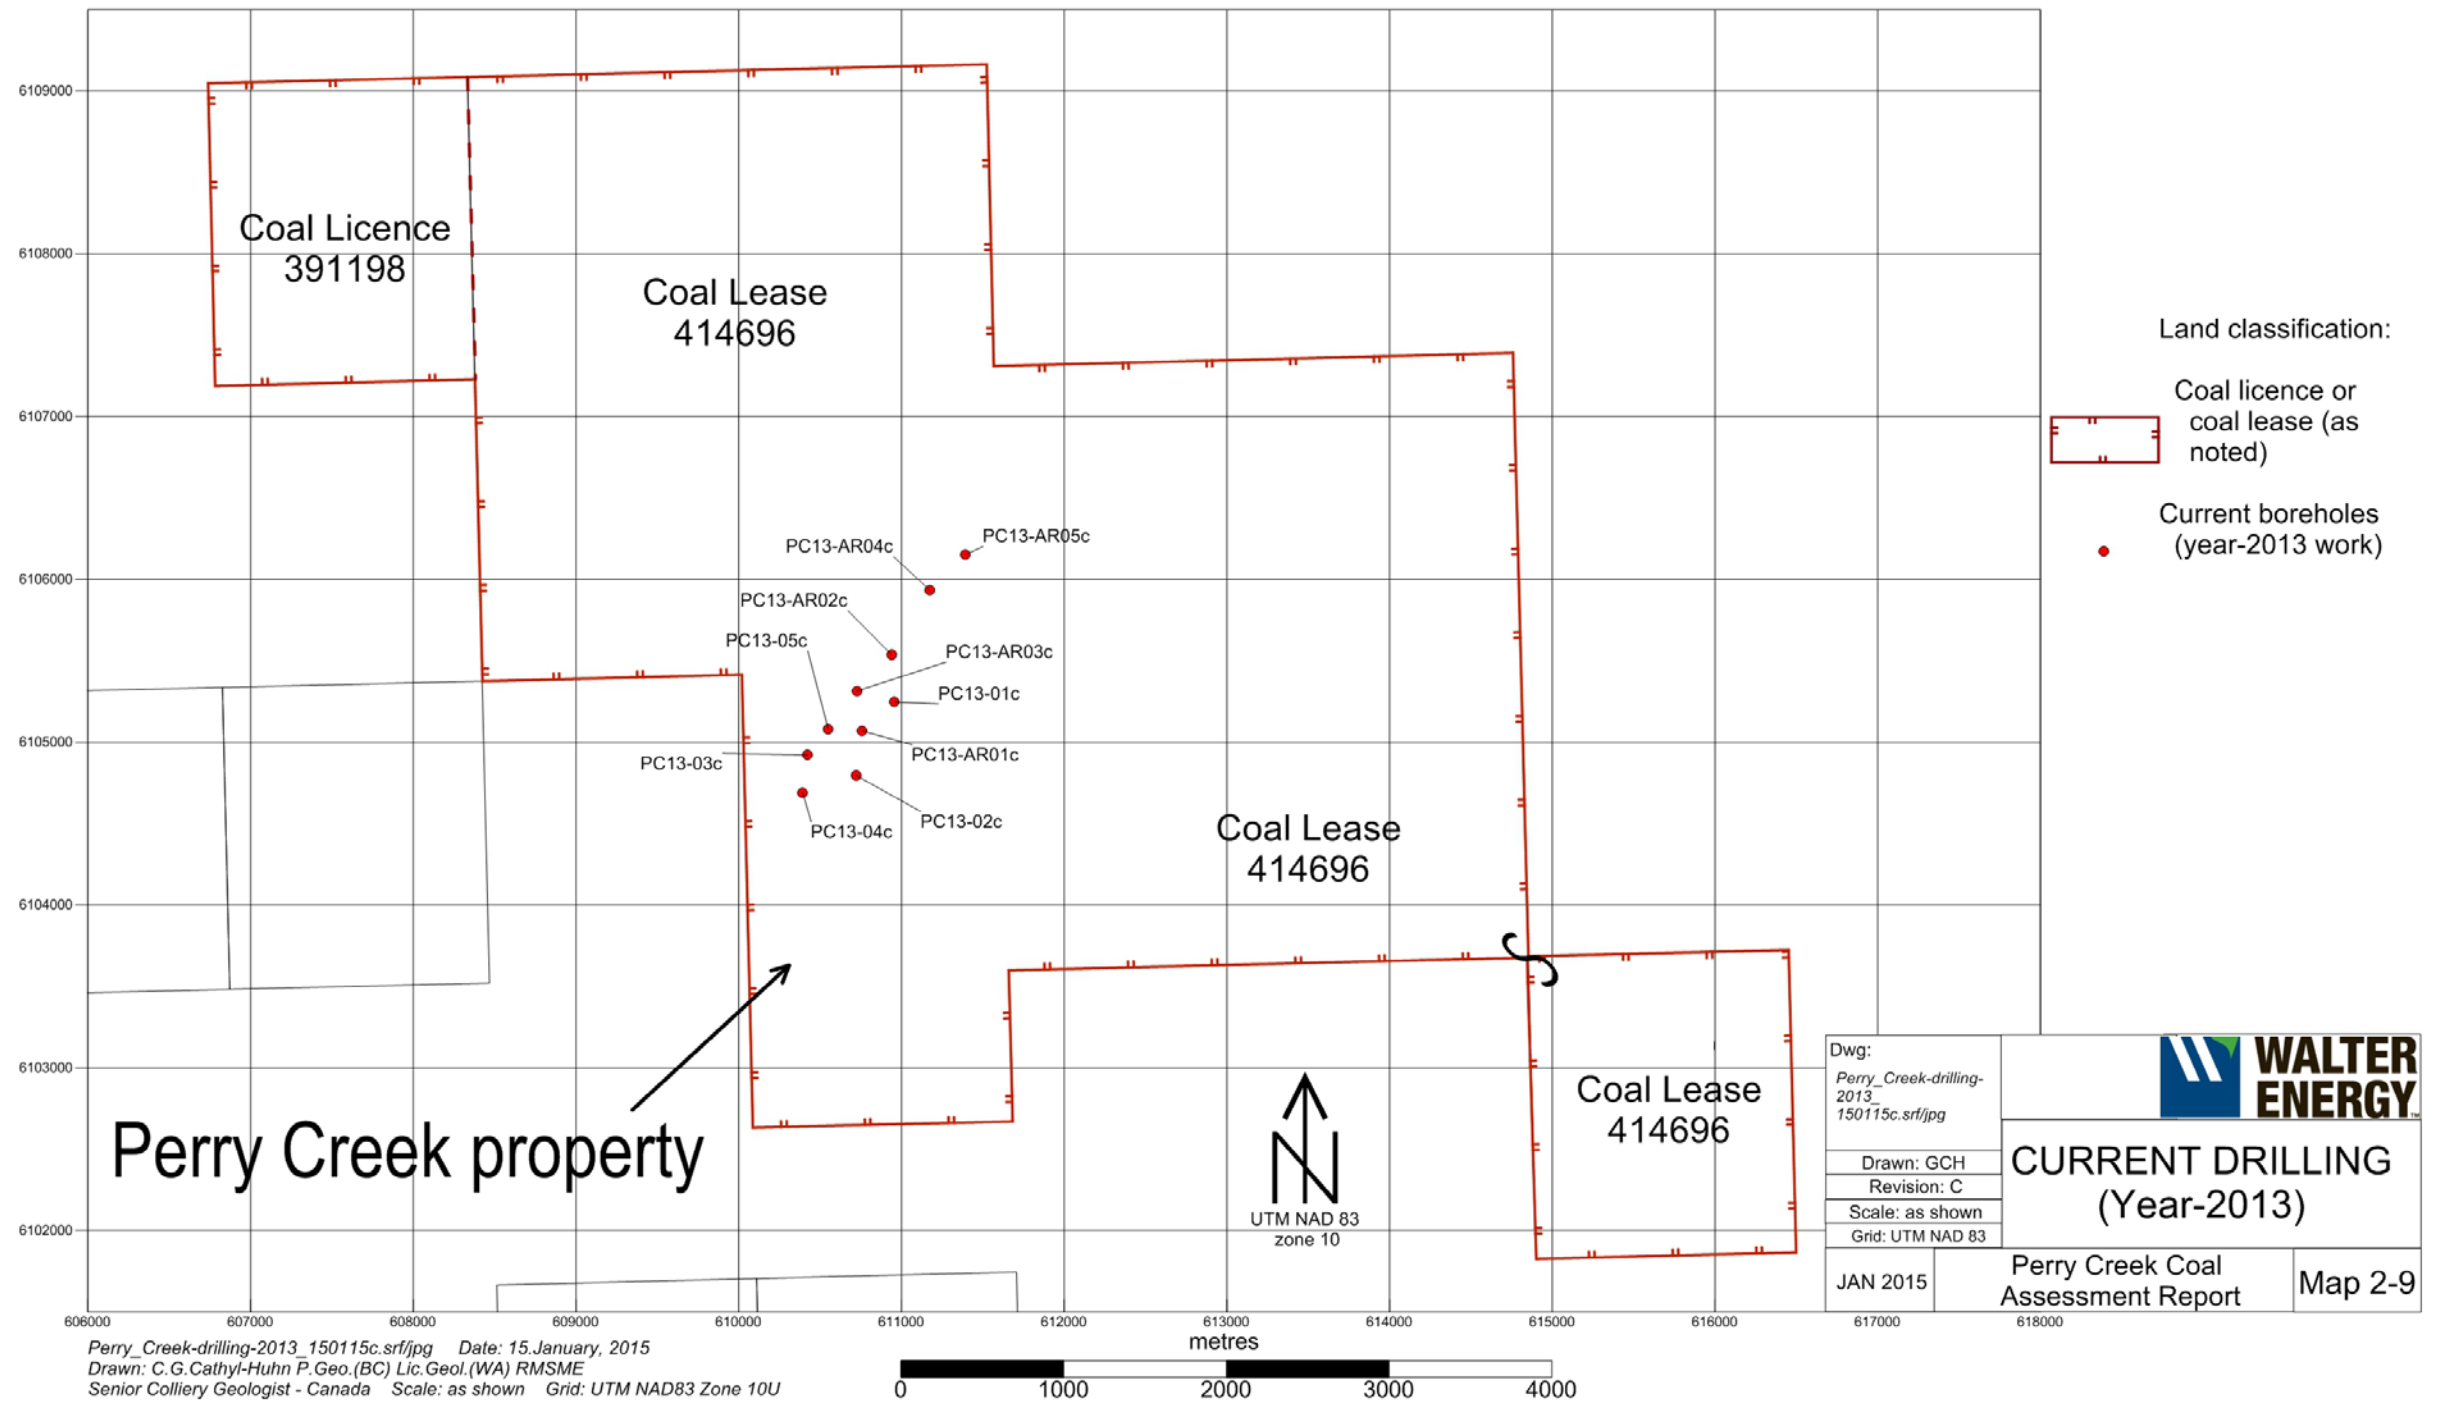 6109000
6108000
6107000
6106000
6105000
6104000
6103000
6102000
Coal Licence
391198
Coal Lease
414696
PC13-AR05c
PC13-AR04c
PC13-AR02c
PC13-05c
PC13-AR03c
PC13-01c
PC13-AR01c
PC13-03c
PC13-02c
PC13-04c
Coal Lease
414696
Coal Lease
414696
Perry Creek property
N
UTM NAD 83
zone 10
Land classification:
Coal licence or
coal lease (as
noted)
Current boreholes
(year-2013 work)
Dwg:
Perry_Creek-drilling-
2013_
150115c.srf/jpg
Drawn: GCH
Revision: C
Scale: as shown
Grid: UTM NAD 83
JAN 2015
WALTER
ENERGY™
CURRENT DRILLING
(Year-2013)
Perry Creek Coal
Assessment Report
Map 2-9
606000 607000 608000 609000 610000 611000 612000 613000 614000 615000 616000 617000 618000
metres
0 1000 2000 3000 4000
Perry_Creek-drilling-2013_150115c.srf/jpg Date: 15.January, 2015
Drawn: C.G.Cathyl-Huhn P.Geo.(BC) Lic.Geol.(WA) RMSME
Senior Colliery Geologist - Canada Scale: as shown Grid: UTM NAD83 Zone 10U